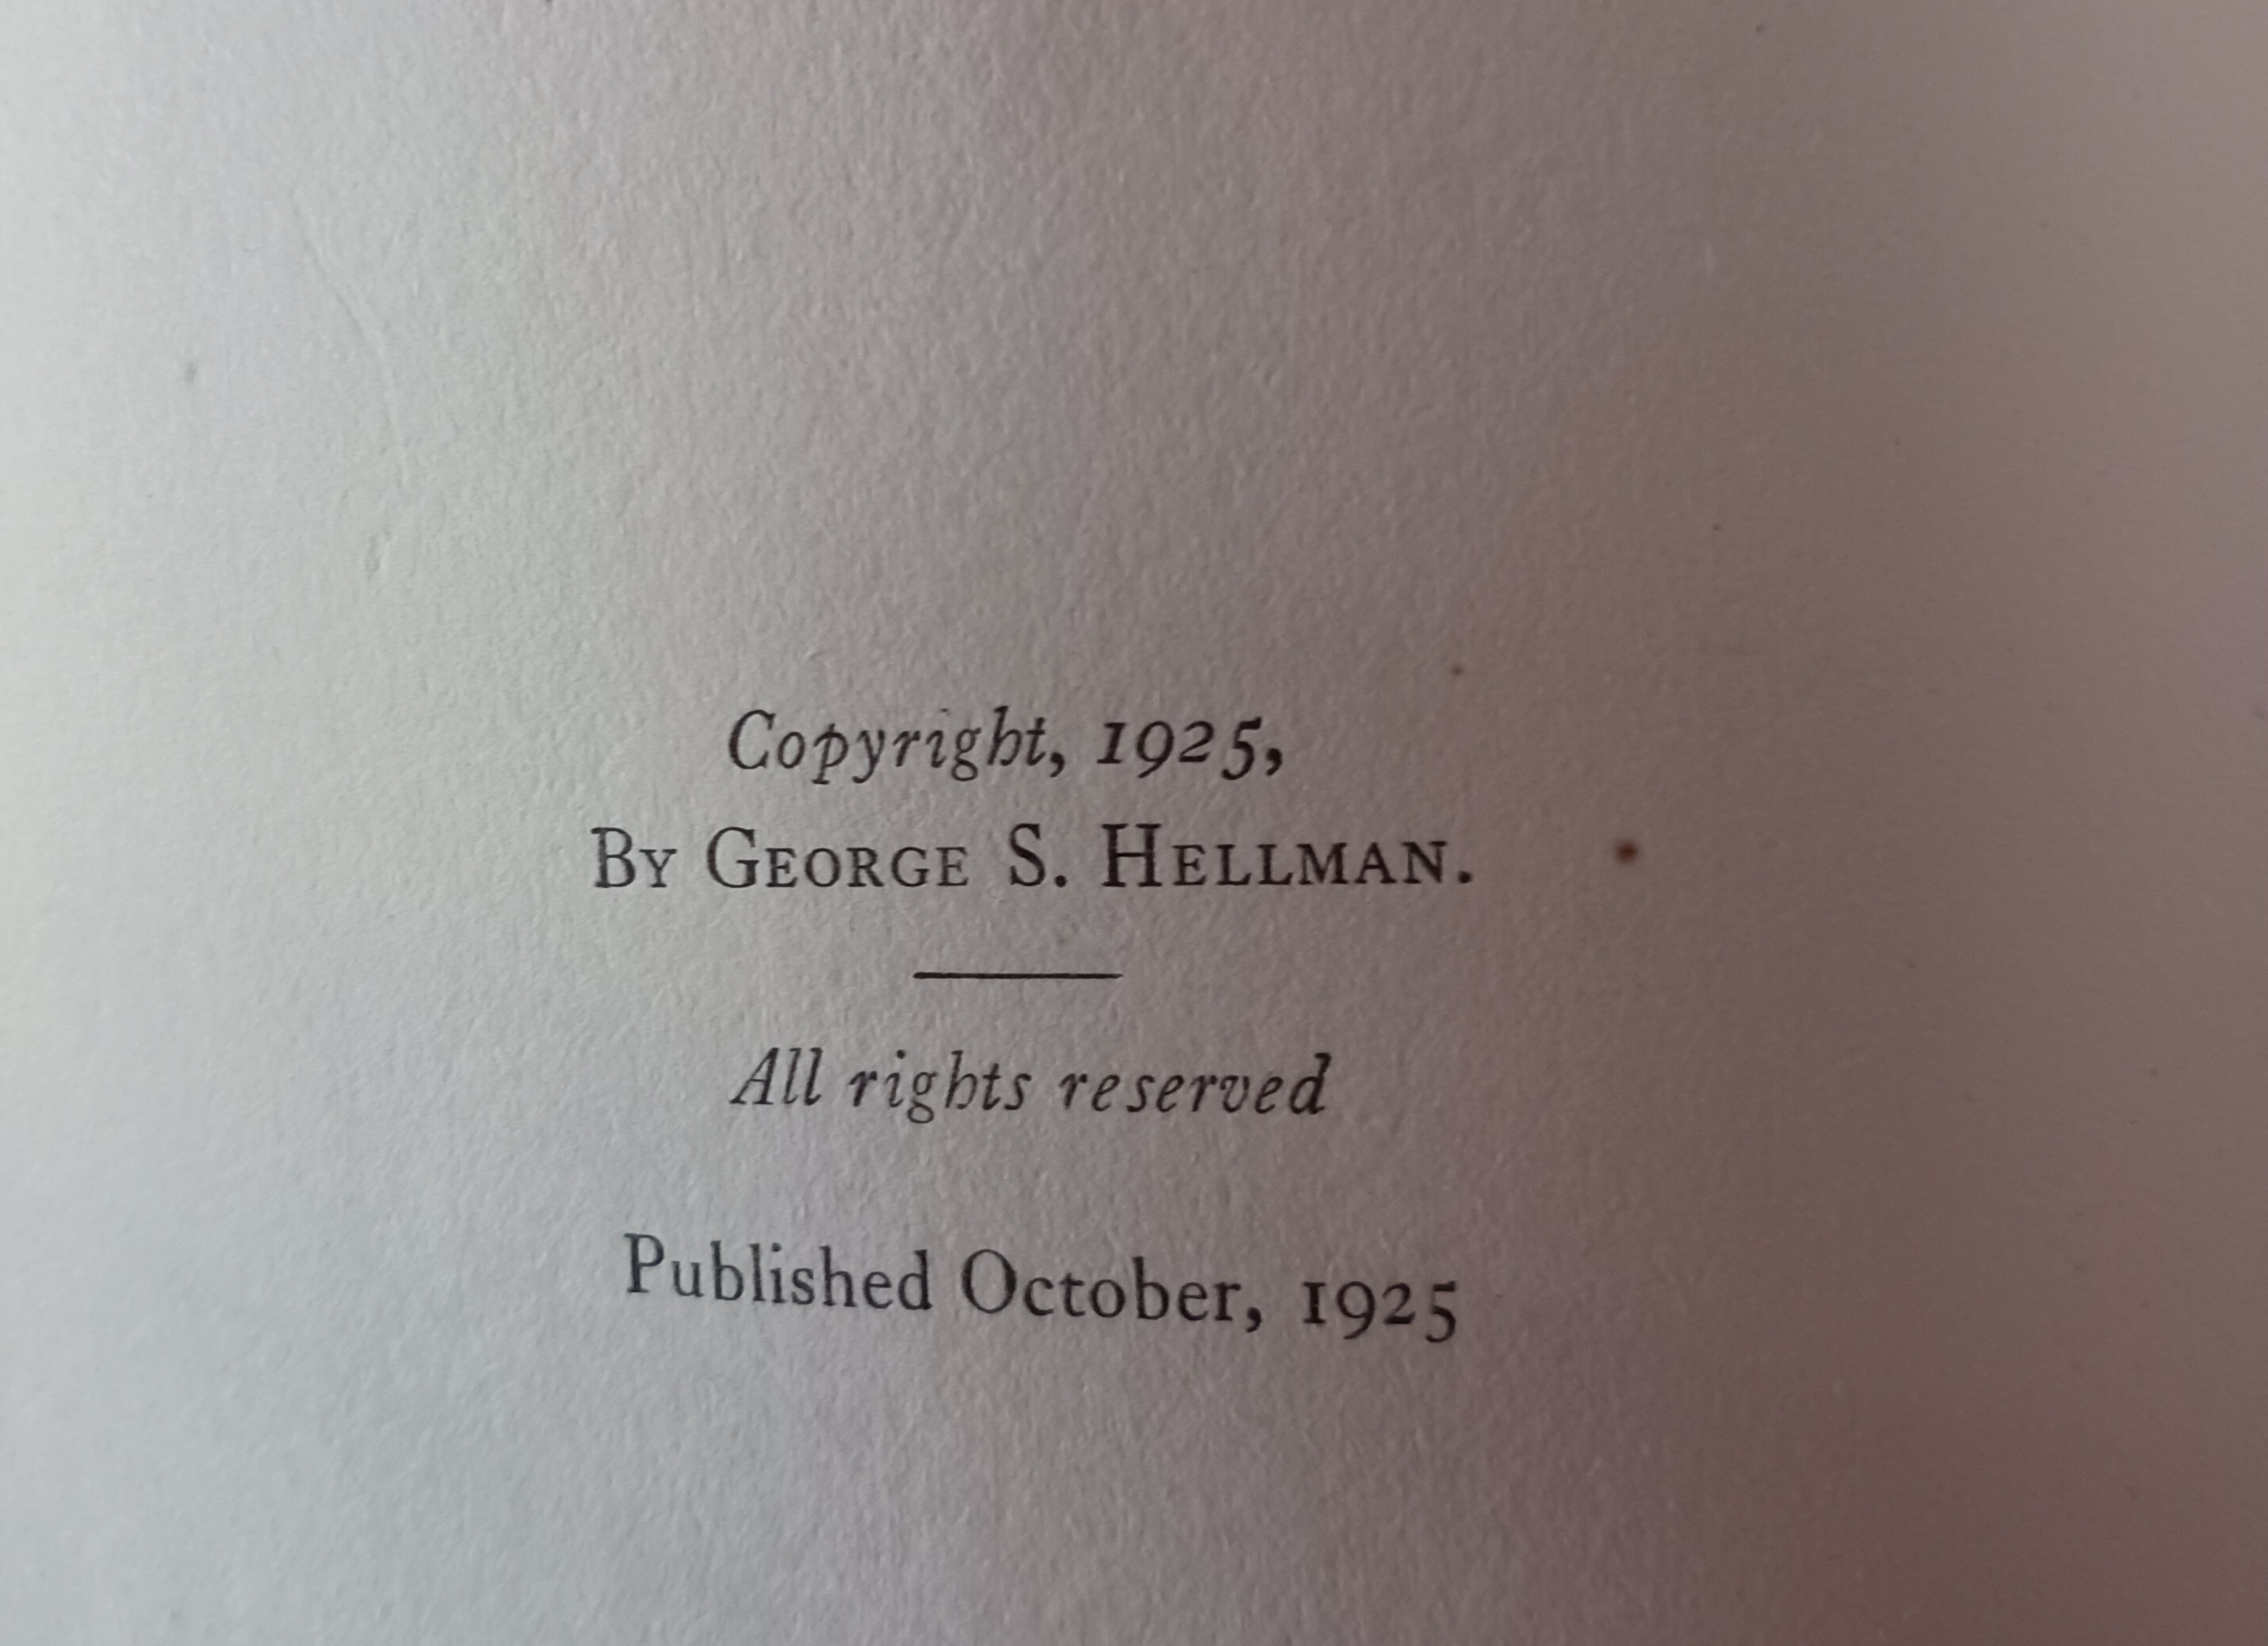 Copyright, 1925,
By George S. Hellman.
All rights reserved
Published October, 1925